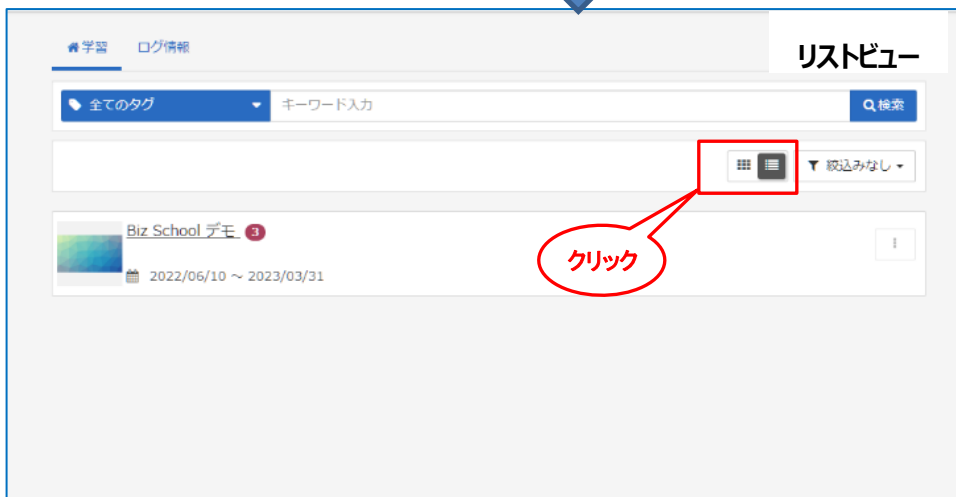 学習 ログ情報
リストビュー
全てのタグ キーワード入力 検索
絞込みなし
Biz School デモ 3
クリック
2022/06/10 ～ 2023/03/31